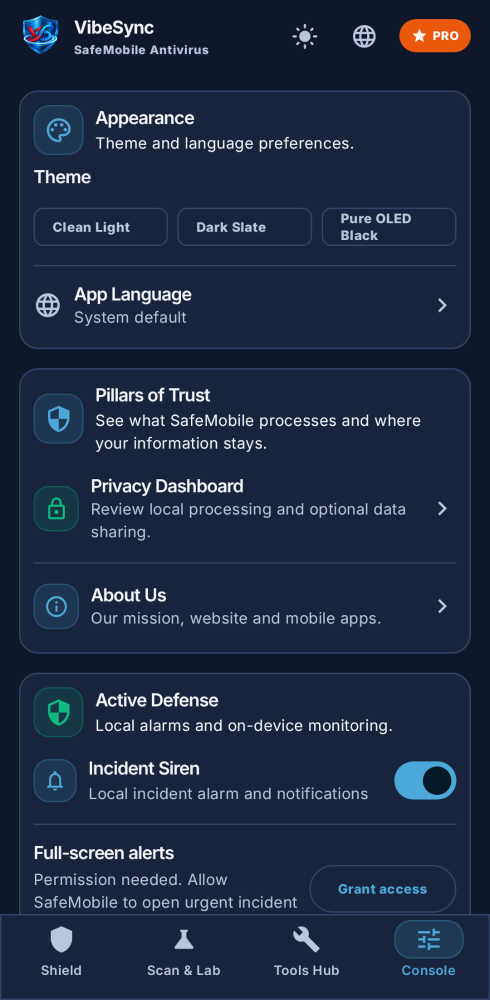 VibeSync
SafeMobile Antivirus
PRO
Appearance
Theme and language preferences.
Theme
Clean Light
Dark Slate
Pure OLED
Black
App Language
System default
Pillars of Trust
See what SafeMobile processes and where
your information stays.
Privacy Dashboard
Review local processing and optional data
sharing.
About Us
Our mission, website and mobile apps.
Active Defense
Local alarms and on-device monitoring.
Incident Siren
Local incident alarm and notifications
Full-screen alerts
Permission needed. Allow
SafeMobile to open urgent incident
Grant access
Shield
Scan & Lab
Tools Hub
Console